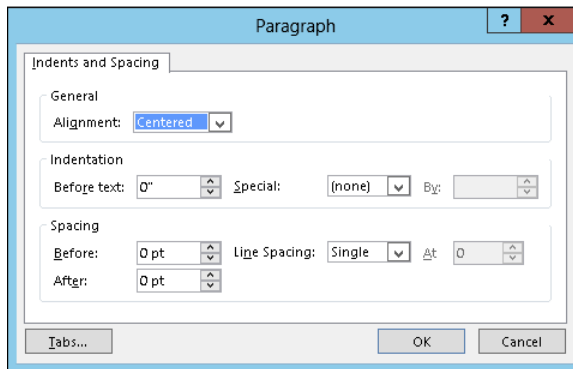 Paragraph ? x
Indents and Spacing
General
Alignment: Centered
Indentation
Before text: 0" Special: (none) By:
Spacing
Before: 0 pt Line Spacing: Single At 0
After: 0 pt
Tabs... OK Cancel